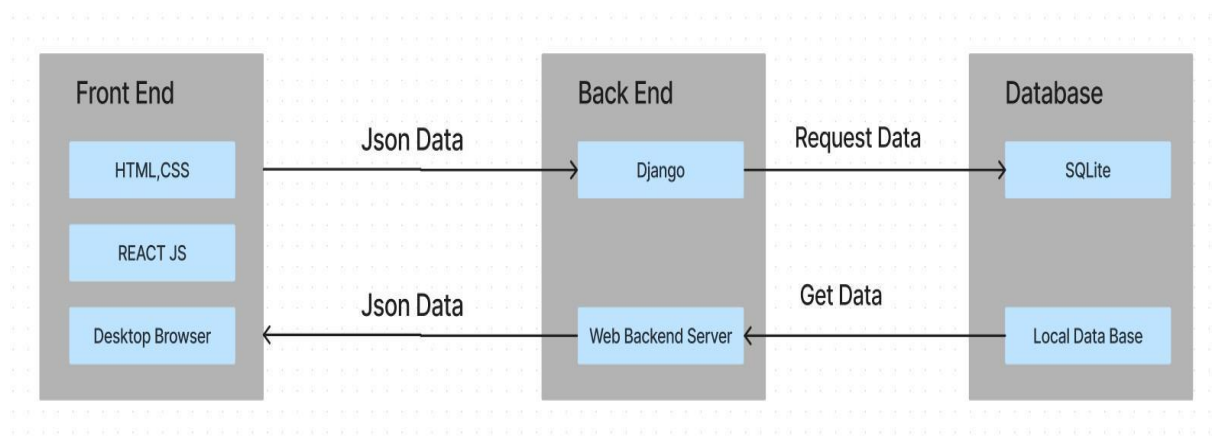 Front End
HTML,CSS
REACT JS
Desktop Browser
Json Data
Json Data
Back End
Django
Web Backend Server
Request Data
Get Data
Database
SQLite
Local Data Base